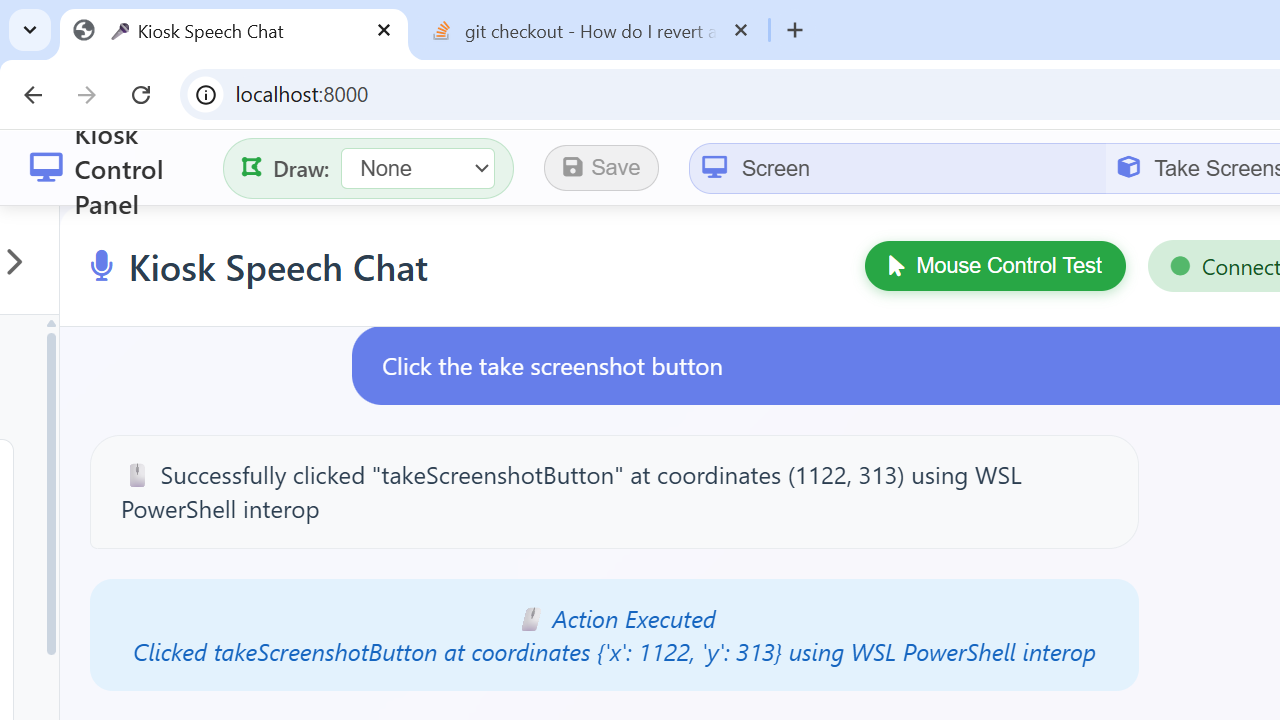 Kiosk Speech Chat
git checkout - How do I revert a
localhost:8000
Kiosk
Control
Panel
Draw:
None
Save
Screen
Take Screens
Kiosk Speech Chat
Mouse Control Test
Connect
Click the take screenshot button
Successfully clicked "takeScreenshotButton" at coordinates (1122, 313) using WSL
PowerShell interop
Action Executed
Clicked takeScreenshotButton at coordinates {'x': 1122, 'y': 313} using WSL PowerShell interop